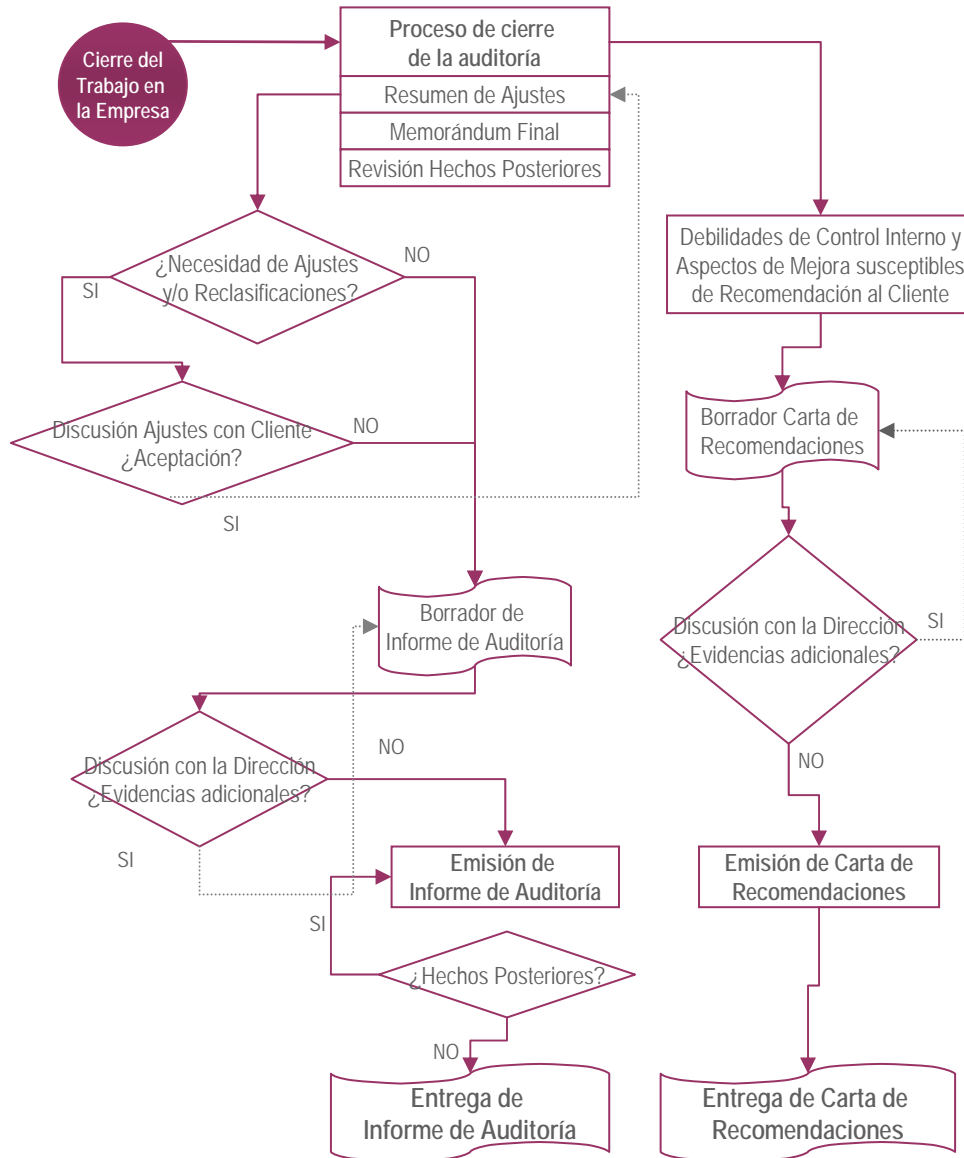 Cierre del
Trabajo en
la Empresa
Proceso de cierre
de la auditoría
Resumen de Ajustes
Memorándum Final
Revisión Hechos Posteriores
¿Necesidad de Ajustes
y/o Reclasificaciones?
NO
SI
Debilidades de Control Interno y
Aspectos de Mejora susceptibles
de Recomendación al Cliente
Discusión Ajustes con Cliente
¿Aceptación?
NO
SI
Borrador Carta de
Recomendaciones
Borrador de
Informe de Auditoría
Discusión con la Dirección
¿Evidencias adicionales?
SI
NO
Discusión con la Dirección
¿Evidencias adicionales?
NO
SI
Emisión de
Informe de Auditoría
Emisión de Carta de
Recomendaciones
SI
¿Hechos Posteriores?
NO
Entrega de
Informe de Auditoría
Entrega de Carta de
Recomendaciones